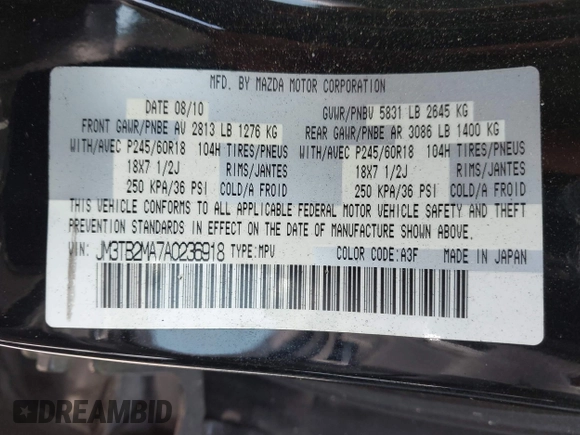 MFD. BY MAZDA MOTOR CORPORATION
DATE 08/10 GVWR/PNBV 5831 LB 2645 KG
FRONT GAWR/PNBE AV 2813 LB 1276 KG REAR GAWR/PNBE AR 3086 LB 1400 KG
WITH/AVEC P245/60R18 104H TIRES/PNEUS WITH/AVEC P245/60R18 104H TIRES/PNEUS
18X7 1/2J RIMS/JANTES 18X7 1/2J RIMS/JANTES
250 KPA/36 PSI COLD/A FROID 250 KPA/36 PSI COLD/A FROID
THIS VEHICLE CONFORMS TO ALL APPLICABLE FEDERAL MOTOR VEHICLE SAFETY AND THEFT
PREVENTION STANDARDS IN EFFECT ON THE DATE OF MANUFACTURE SHOWN ABOVE.
VIN: JM3TB2MA7A0236918 TYPE:MPV COLOR CODE: A3F MADE IN JAPAN
DREAMBID